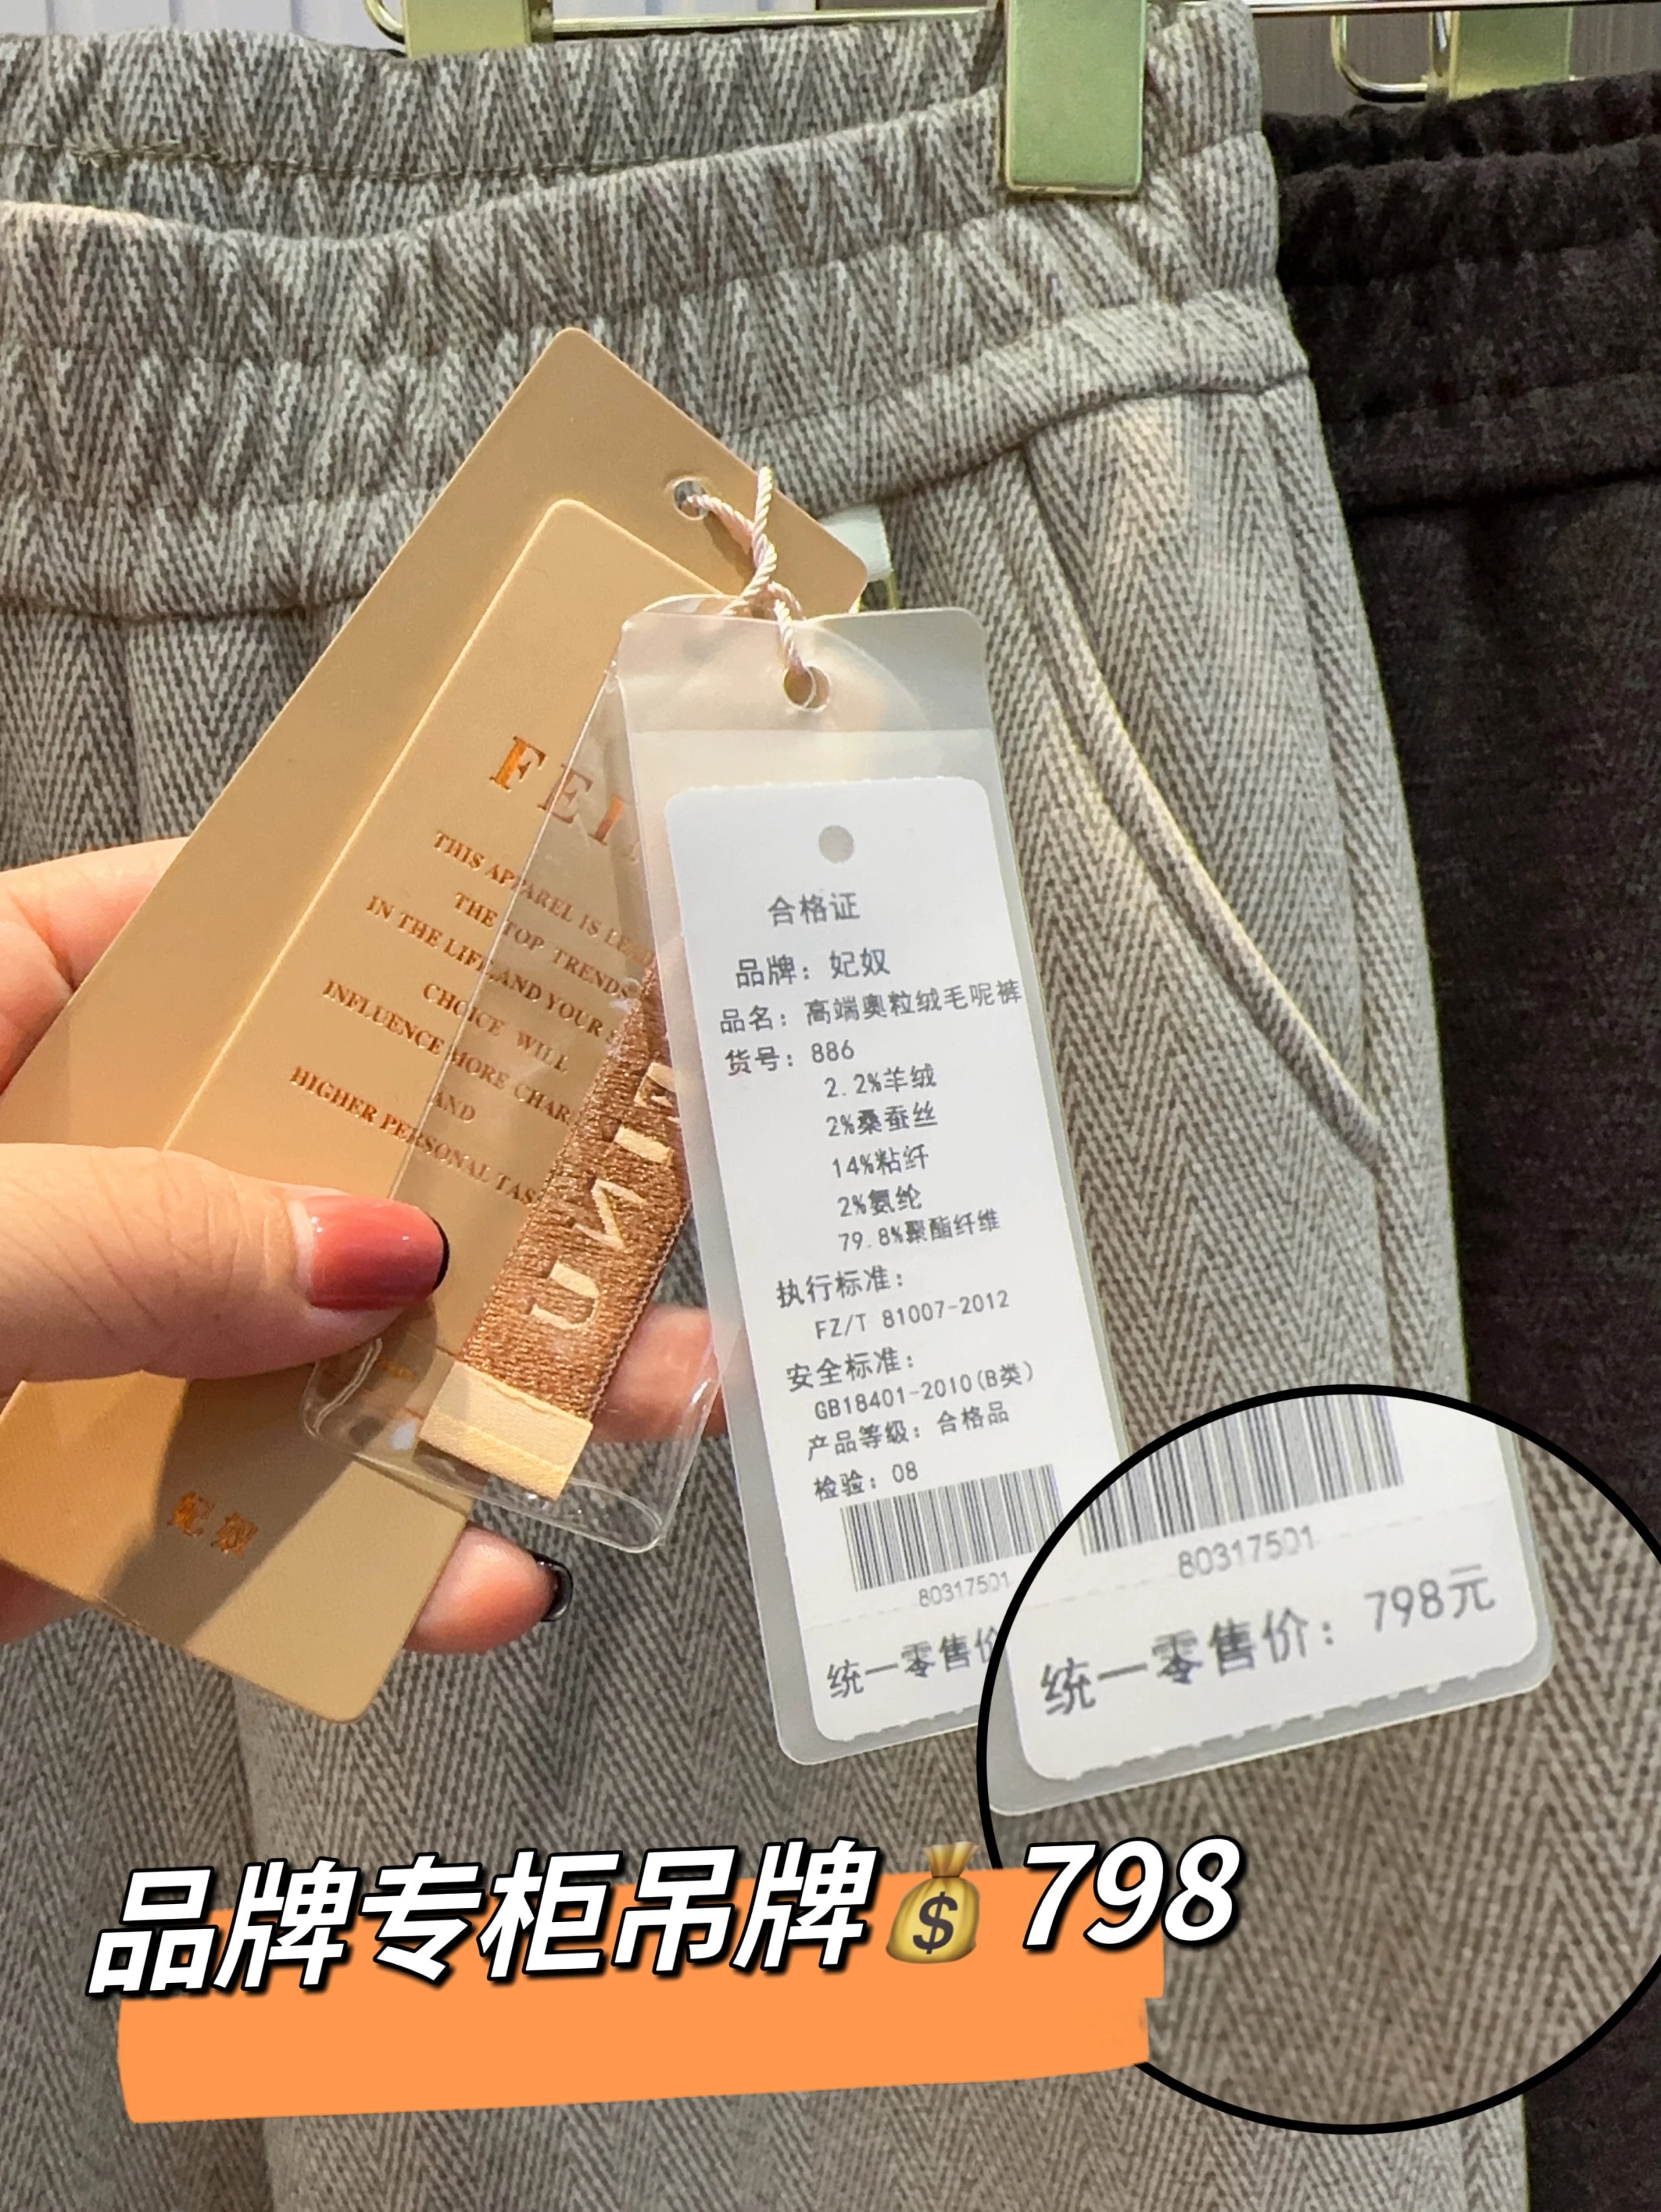 FEI
THIS APPAREL IS
THE TOP TRENDS
IN THE LIFE,AND YOUR
CHOICE WILL
INFLUENCE MORE
AND
HIGHER PERSONAL
妃奴
合格证
品牌：妃奴
品名：高端奥粒绒毛呢裤
货号：886
2.2%羊绒
2%桑蚕丝
14%粘纤
2%氨纶
79.8%聚酯纤维
执行标准：
FZ/T 81007-2012
安全标准：
GB18401-2010(B类)
产品等级：合格品
检验：08
80317501
统一零售价
80317501
统一零售价：798元
品牌专柜吊牌💰798